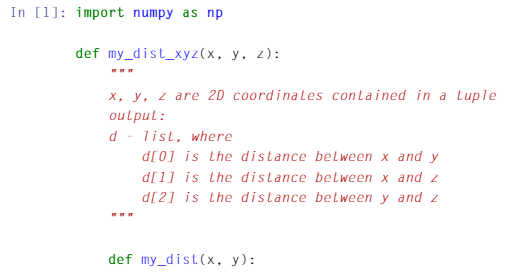 In [1]: import numpy as np
def my_dist_xyz(x, y, z):
"""
x, y, z are 2D coordinates contained in a tuple
output:
d - list, where
d[0] is the distance between x and y
d[1] is the distance between x and z
d[2] is the distance between y and z
"""
def my_dist(x, y):